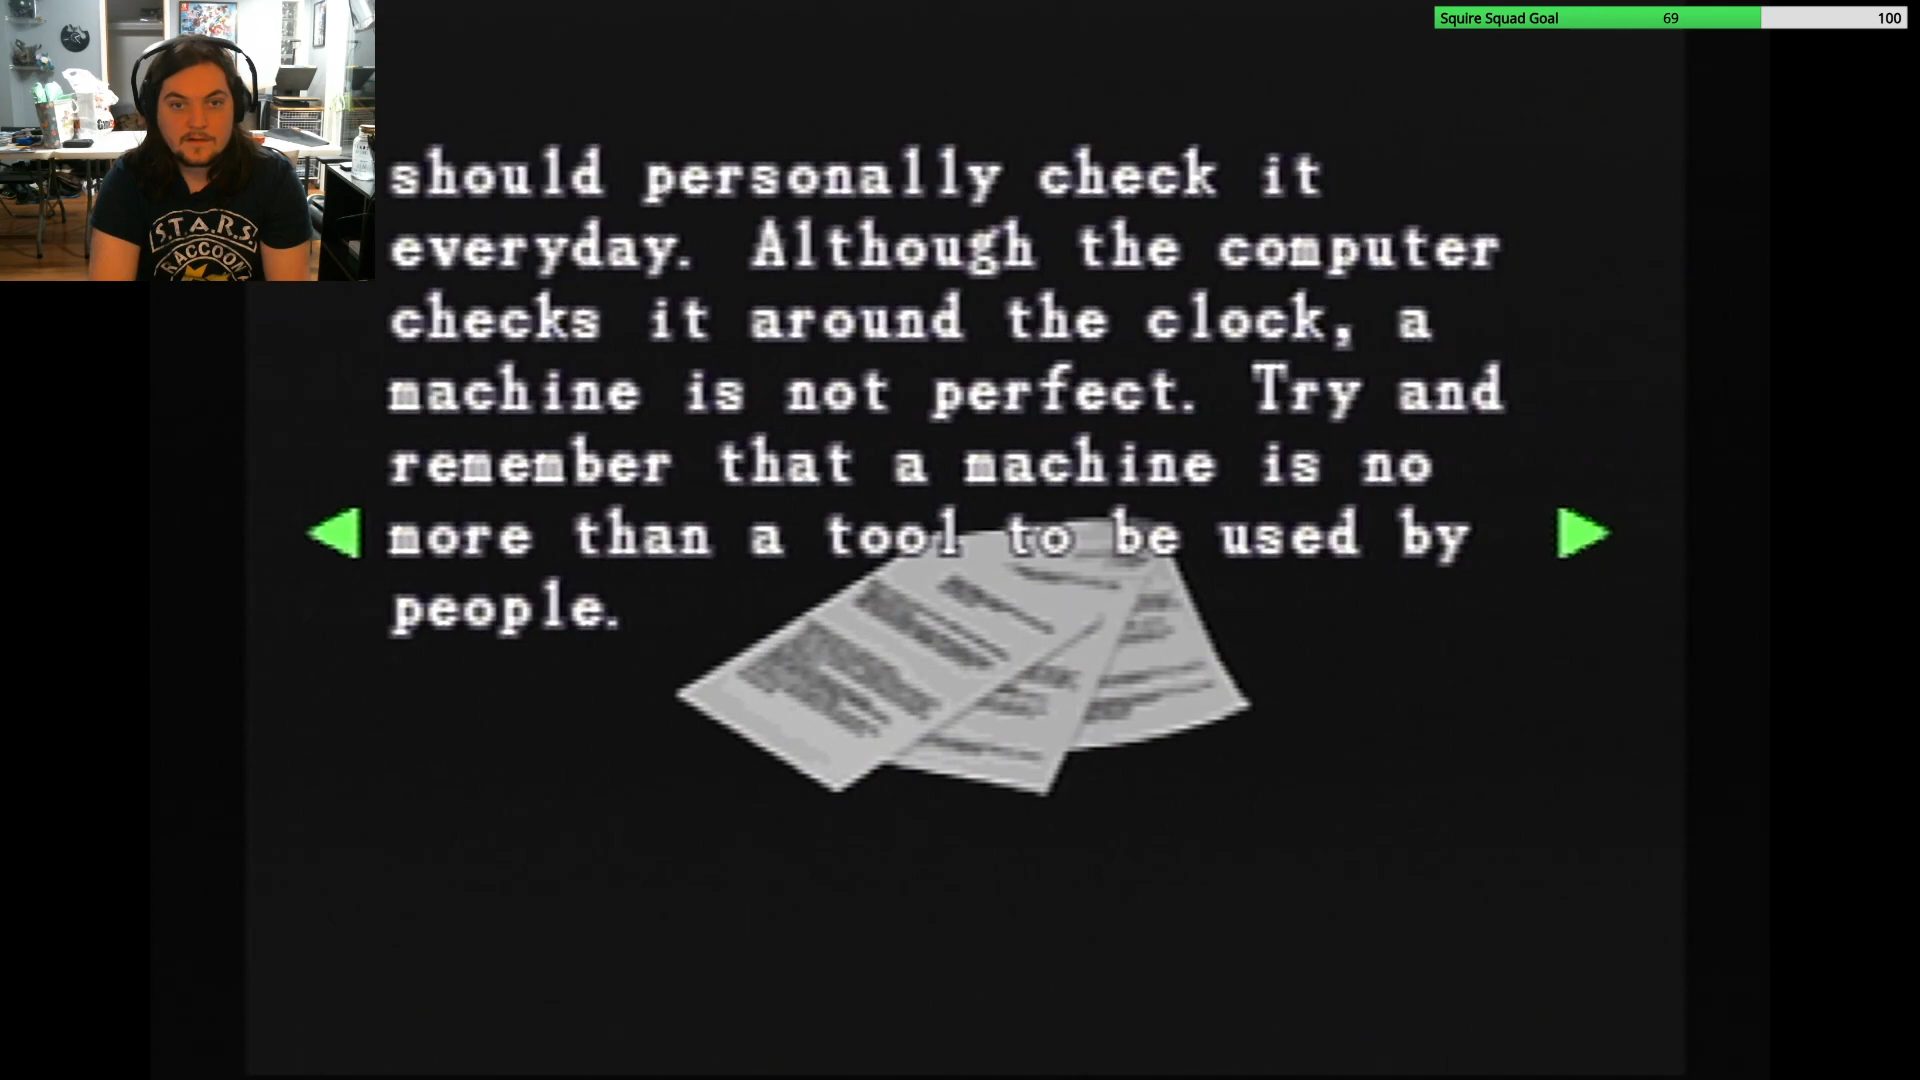 Squire Squad Goal 69 100
S.T.A.R.S.
RACCOON
should personally check it
everyday. Although the computer
checks it around the clock, a
machine is not perfect. Try and
remember that a machine is no
more than a tool to be used by
people.